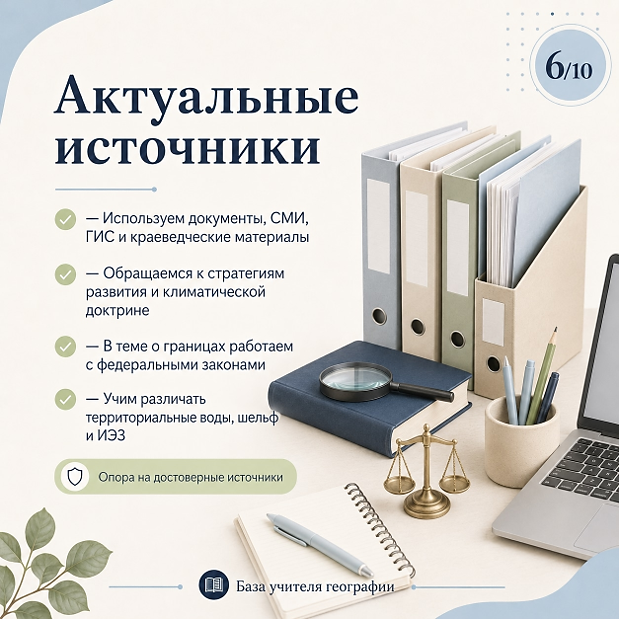 6/10
Актуальные
источники
— Используем документы, СМИ,
ГИС и краеведческие материалы
— Обращаемся к стратегиям
развития и климатической
доктрине
— В теме о границах работаем
с федеральными законами
— Учим различать
территориальные воды, шельф
и ИЭЗ
Опора на достоверные источники
База учителя географии